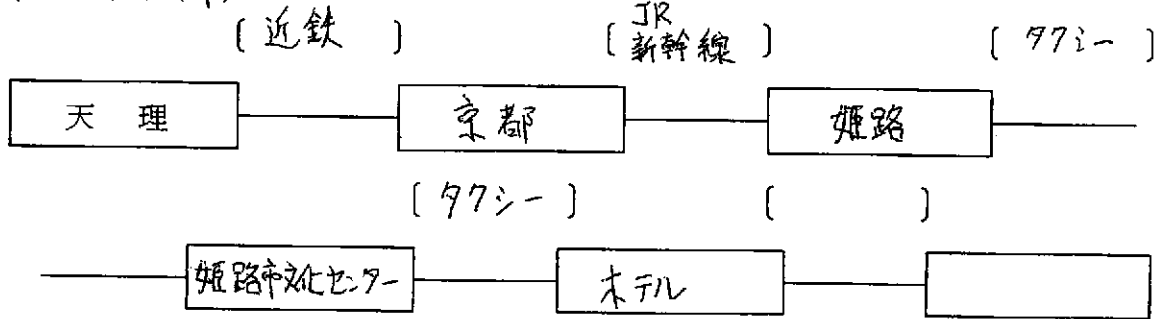 〔 近鉄 〕 〔 JR 新幹線 〕 〔 タクシー 〕
天理 京都 姫路
〔 タクシー 〕 〔 〕
姫路市文化センター ホテル